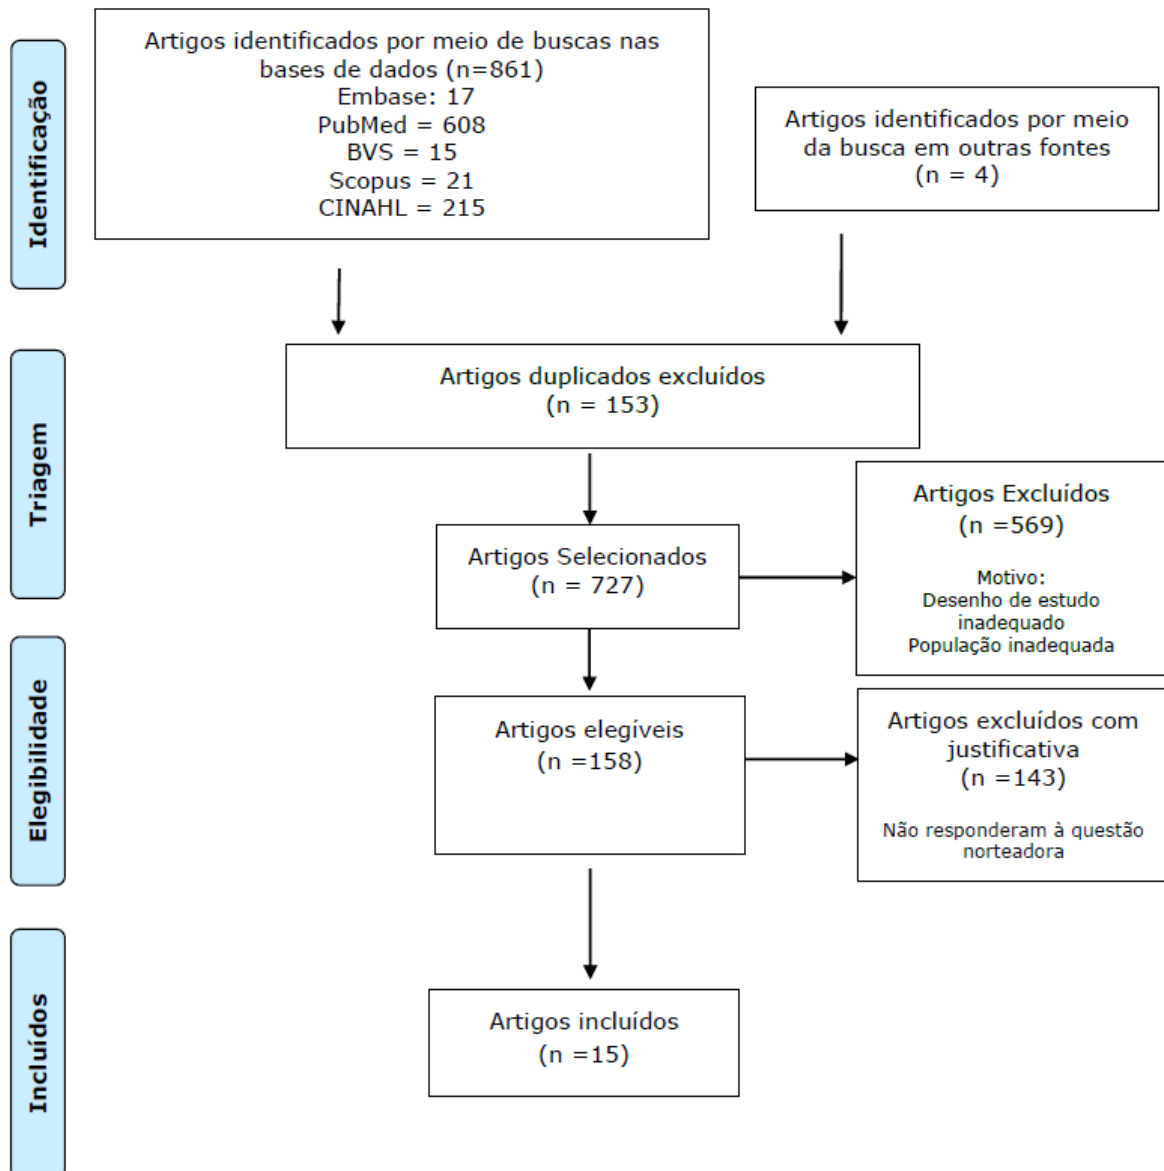 Identificação
Artigos identificados por meio de buscas nas
bases de dados (n=861)
Embase: 17
PubMed = 608
BVS = 15
Scopus = 21
CINAHL = 215
Artigos identificados por meio
da busca em outras fontes
(n = 4)
Triagem
Artigos duplicados excluídos
(n = 153)
Artigos Selecionados
(n = 727)
Artigos Excluídos
(n =569)
Motivo:
Desenho de estudo
inadequado
População inadequada
Elegibilidade
Artigos elegíveis
(n =158)
Artigos excluídos com
justificativa
(n =143)
Não responderam à questão
norteadora
Incluídos
Artigos incluídos
(n =15)